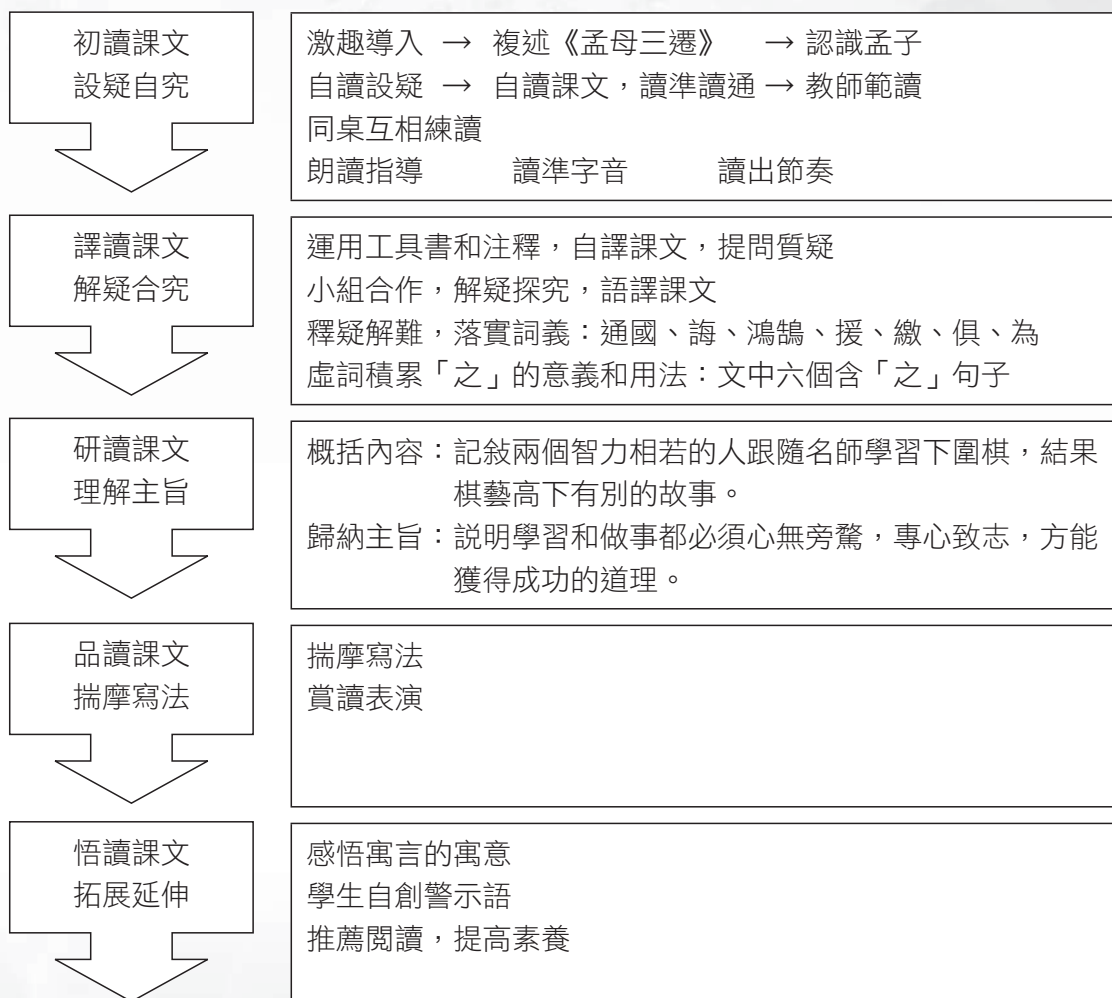 初讀課文
設疑自究
激趣導入 → 複述《孟母三遷》 → 認識孟子
自讀設疑 → 自讀課文，讀準讀通 → 教師範讀
同桌互相練讀
朗讀指導 讀準字音 讀出節奏
譯讀課文
解疑合究
運用工具書和注釋，自譯課文，提問質疑
小組合作，解疑探究，語譯課文
釋疑解難，落實詞義：通國、誨、鴻鵠、援、繳、俱、為
虛詞積累「之」的意義和用法：文中六個含「之」句子
研讀課文
理解主旨
概括內容：記敍兩個智力相若的人跟隨名師學習下圍棋，結果
棋藝高下有別的故事。
歸納主旨：説明學習和做事都必須心無旁騖，專心致志，方能
獲得成功的道理。
品讀課文
揣摩寫法
揣摩寫法
賞讀表演
悟讀課文
拓展延伸
感悟寓言的寓意
學生自創警示語
推薦閱讀，提高素養